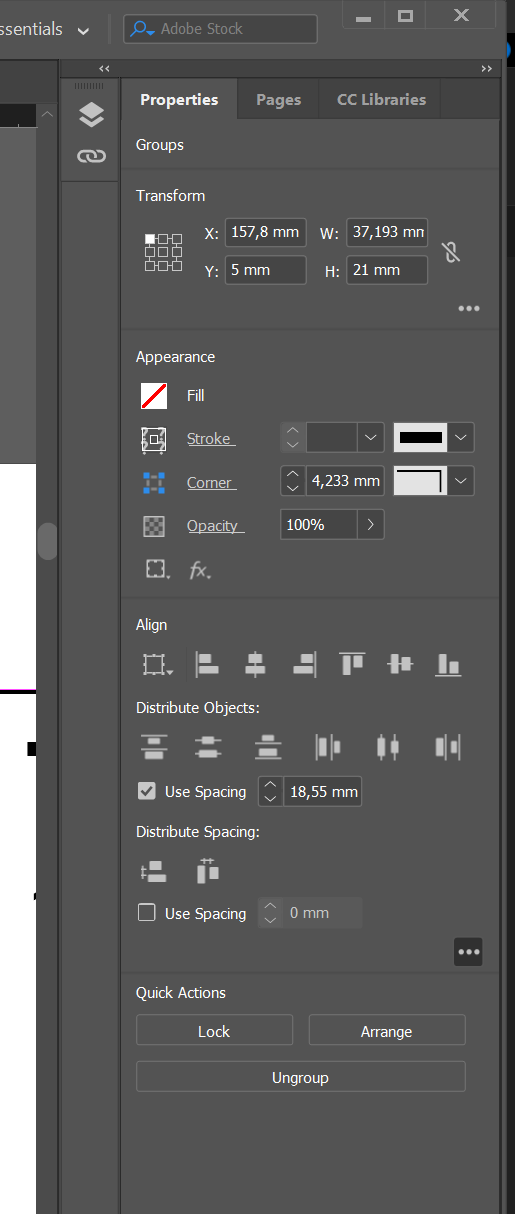 ssentials
Adobe Stock
Properties Pages CC Libraries
Groups
Transform
X: 157,8 mm W: 37,193 mm
Y: 5 mm H: 21 mm
Appearance
Fill
Stroke
Corner 4,233 mm
Opacity 100%
fx
Align
Distribute Objects:
Use Spacing 18,55 mm
Distribute Spacing:
Use Spacing 0 mm
Quick Actions
Lock Arrange
Ungroup